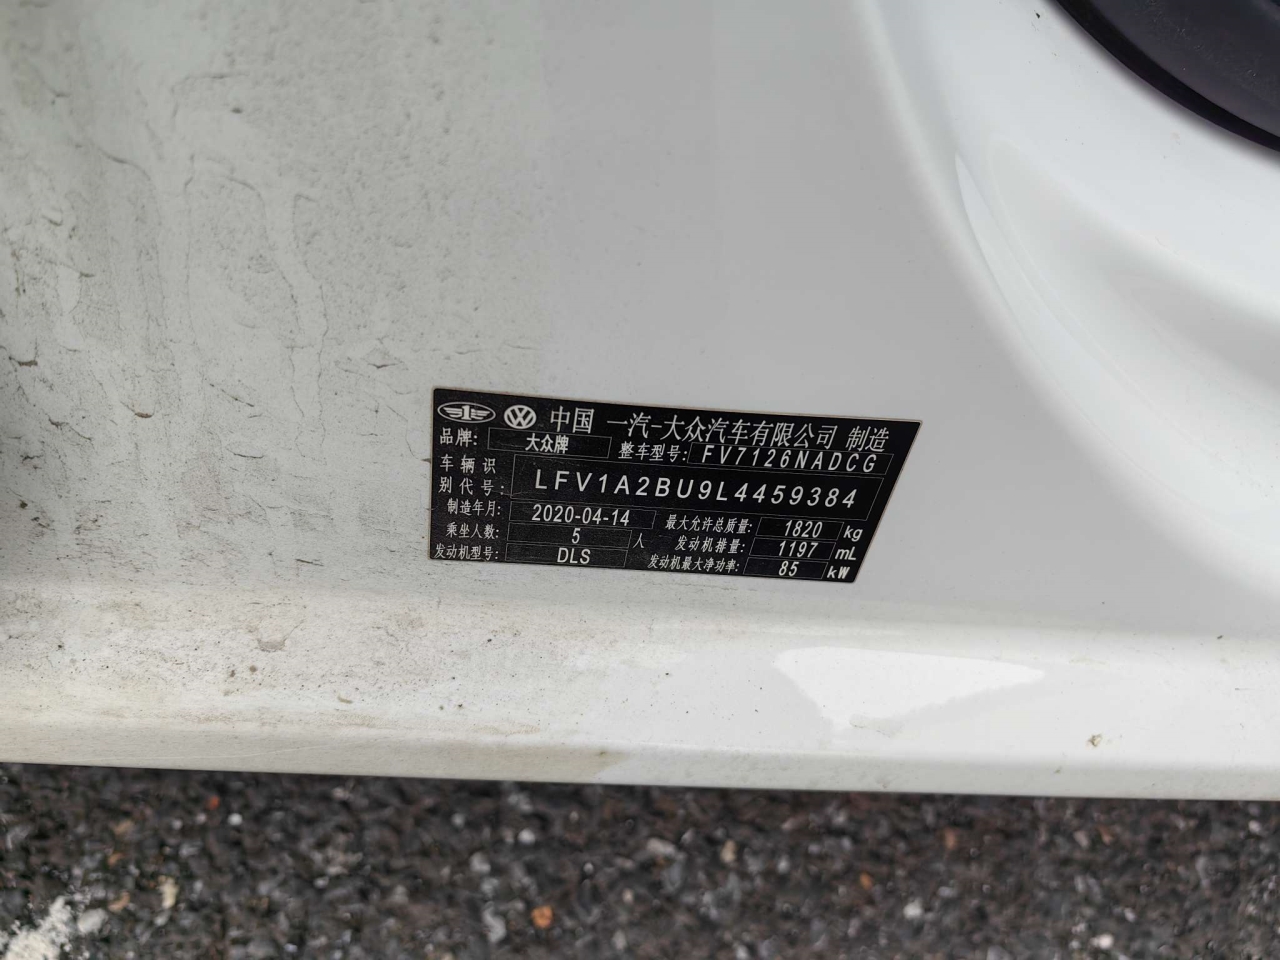 中国 一汽-大众汽车有限公司 制造
品牌: 大众牌 整车型号: FV7126NADCG
车辆识别代号: LFV1A2BU9L4459384
制造年月: 2020-04-14 最大允许总质量: 1820 kg
乘坐人数: 5 人 发动机排量: 1197 mL
发动机型号: DLS 发动机最大净功率: 85 kW